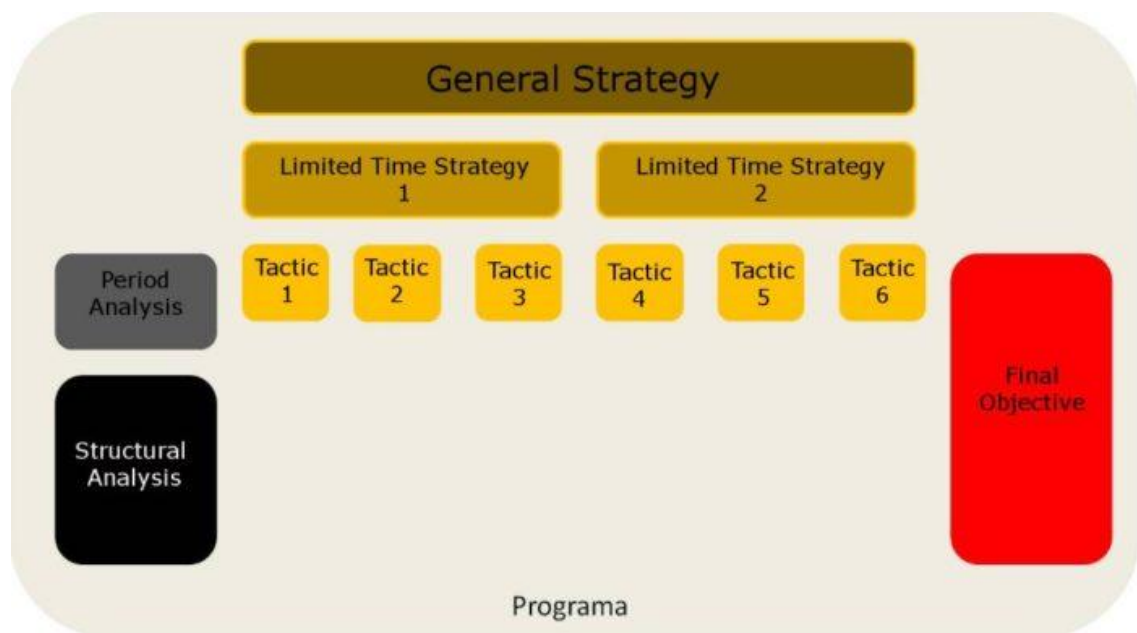 General Strategy
Limited Time Strategy
1
Limited Time Strategy
2
Period
Analysis
Tactic
1
Tactic
2
Tactic
3
Tactic
4
Tactic
5
Tactic
6
Structural
Analysis
Final
Objective
Programa